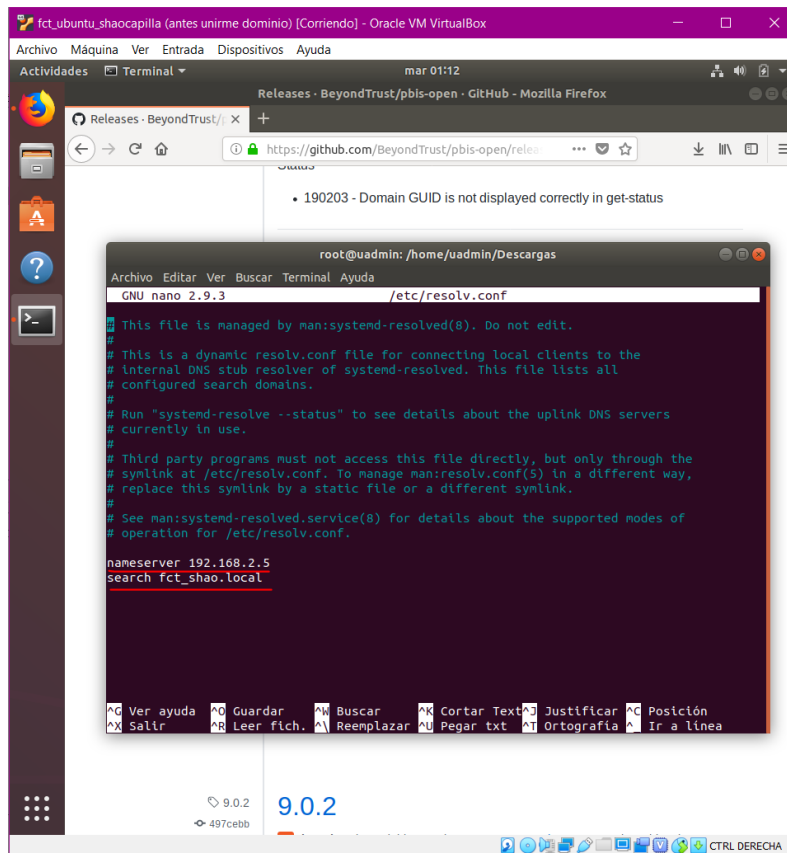 fct_ubuntu_shaocapilla (antes unirme dominio) [Corriendo] - Oracle VM VirtualBox
Archivo Máquina Ver Entrada Dispositivos Ayuda
Actividades Terminal mar 01:12
Releases · BeyondTrust/pbis-open · GitHub - Mozilla Firefox
Releases · BeyondTrust/
https://github.com/BeyondTrust/pbis-open/relea
Status
190203 - Domain GUID is not displayed correctly in get-status
root@uadmin: /home/uadmin/Descargas
Archivo Editar Ver Buscar Terminal Ayuda
GNU nano 2.9.3 /etc/resolv.conf
# This file is managed by man:systemd-resolved(8). Do not edit.
#
# This is a dynamic resolv.conf file for connecting local clients to the
# internal DNS stub resolver of systemd-resolved. This file lists all
# configured search domains.
#
# Run "systemd-resolve --status" to see details about the uplink DNS servers
# currently in use.
#
# Third party programs must not access this file directly, but only through the
# symlink at /etc/resolv.conf. To manage man:resolv.conf(5) in a different way,
# replace this symlink by a static file or a different symlink.
#
# See man:systemd-resolved.service(8) for details about the supported modes of
# operation for /etc/resolv.conf.
nameserver 192.168.2.5
search fct_shao.local
^G Ver ayuda ^O Guardar ^W Buscar ^K Cortar Text ^J Justificar ^C Posición
^X Salir ^R Leer fich. ^\ Reemplazar ^U Pegar txt ^T Ortografía ^_ Ir a línea
9.0.2
497cebb
9.0.2
CTRL DERECHA